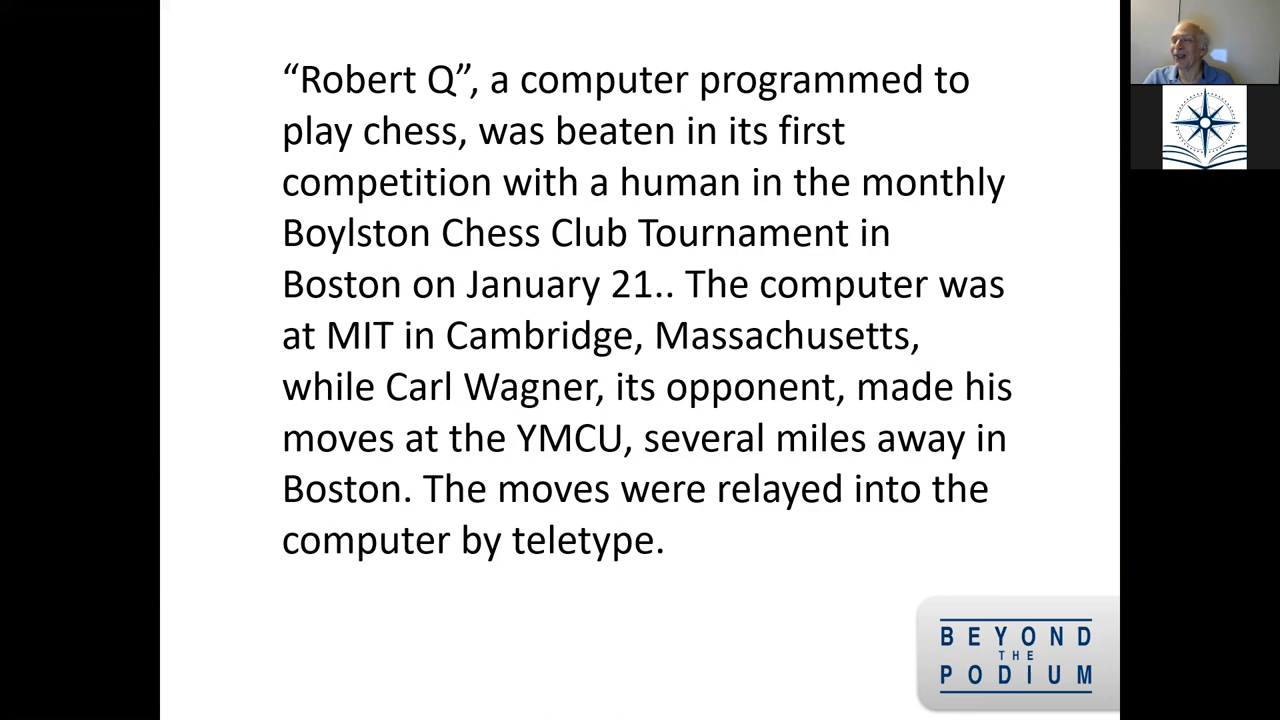 “Robert Q”, a computer programmed to
play chess, was beaten in its first
competition with a human in the monthly
Boylston Chess Club Tournament in
Boston on January 21.. The computer was
at MIT in Cambridge, Massachusetts,
while Carl Wagner, its opponent, made his
moves at the YMCU, several miles away in
Boston. The moves were relayed into the
computer by teletype.
BEYOND
THE
PODIUM